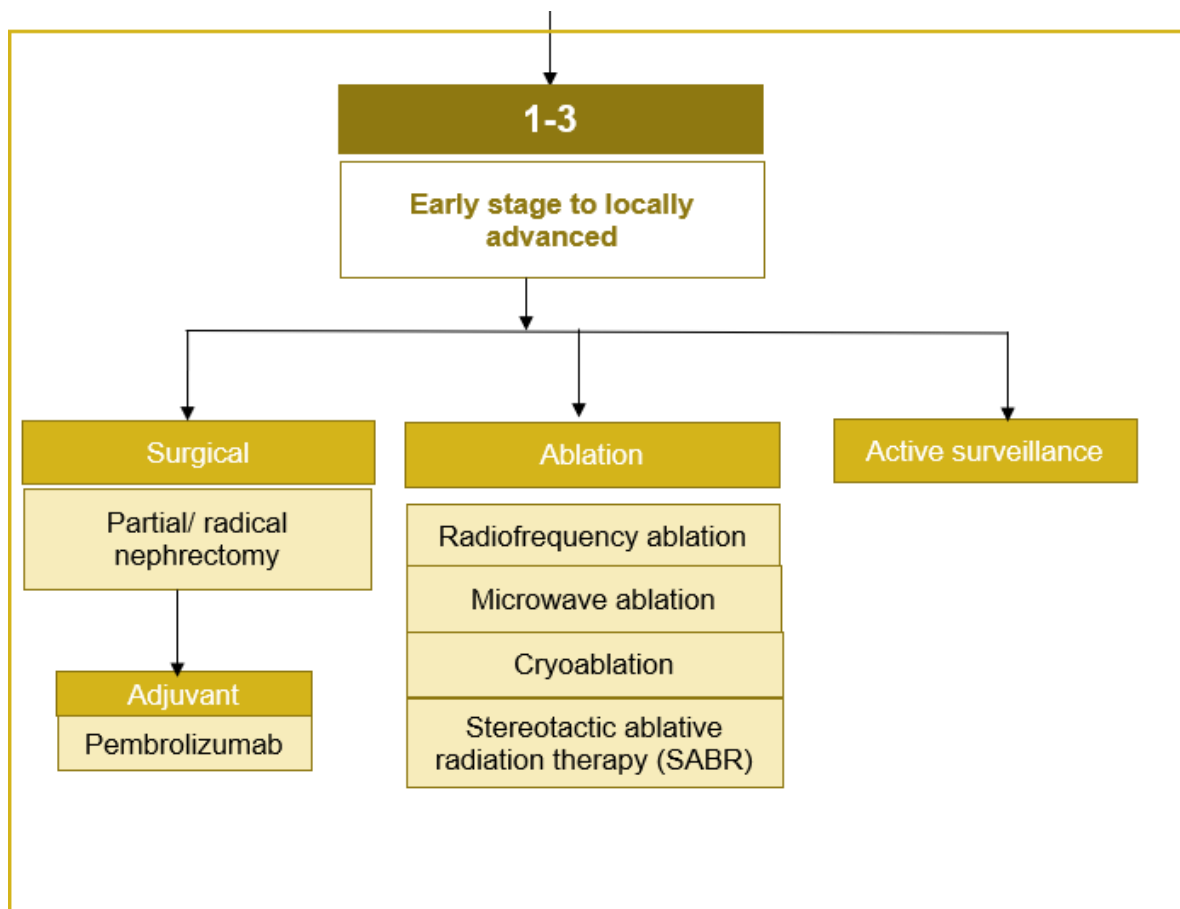 1-3
Early stage to locally
advanced
Surgical
Partial/ radical
nephrectomy
Adjuvant
Pembrolizumab
Ablation
Radiofrequency ablation
Microwave ablation
Cryoablation
Stereotactic ablative
radiation therapy (SABR)
Active surveillance